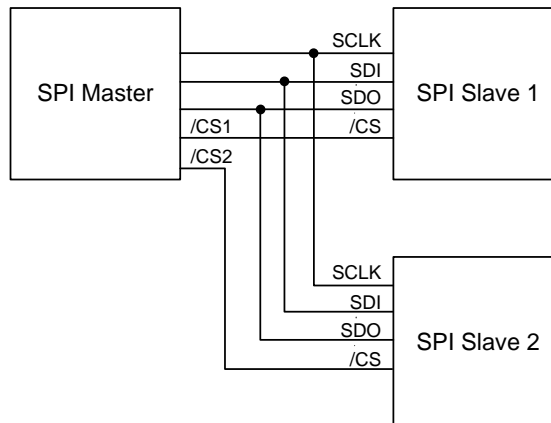 SCLK
SDI
SPI Master
SDO
SPI Slave 1
/CS1
/CS
/CS2
SCLK
SDI
SDO
SPI Slave 2
/CS